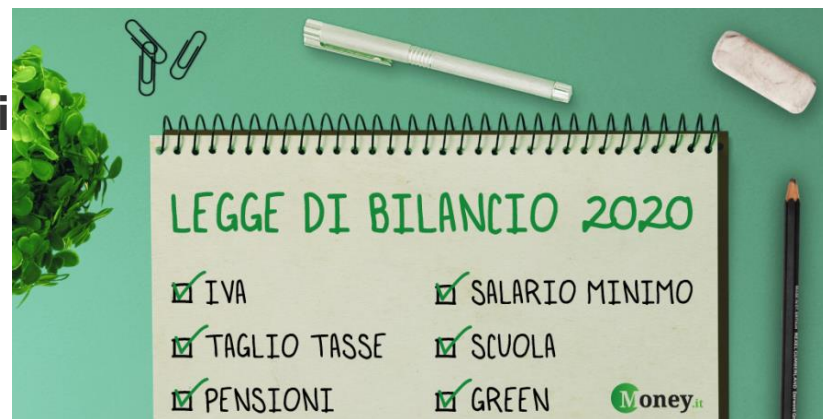 i
LEGGE DI BILANCIO 2020
IVA
TAGLIO TASSE
PENSIONI
SALARIO MINIMO
SCUOLA
GREEN
Money.it